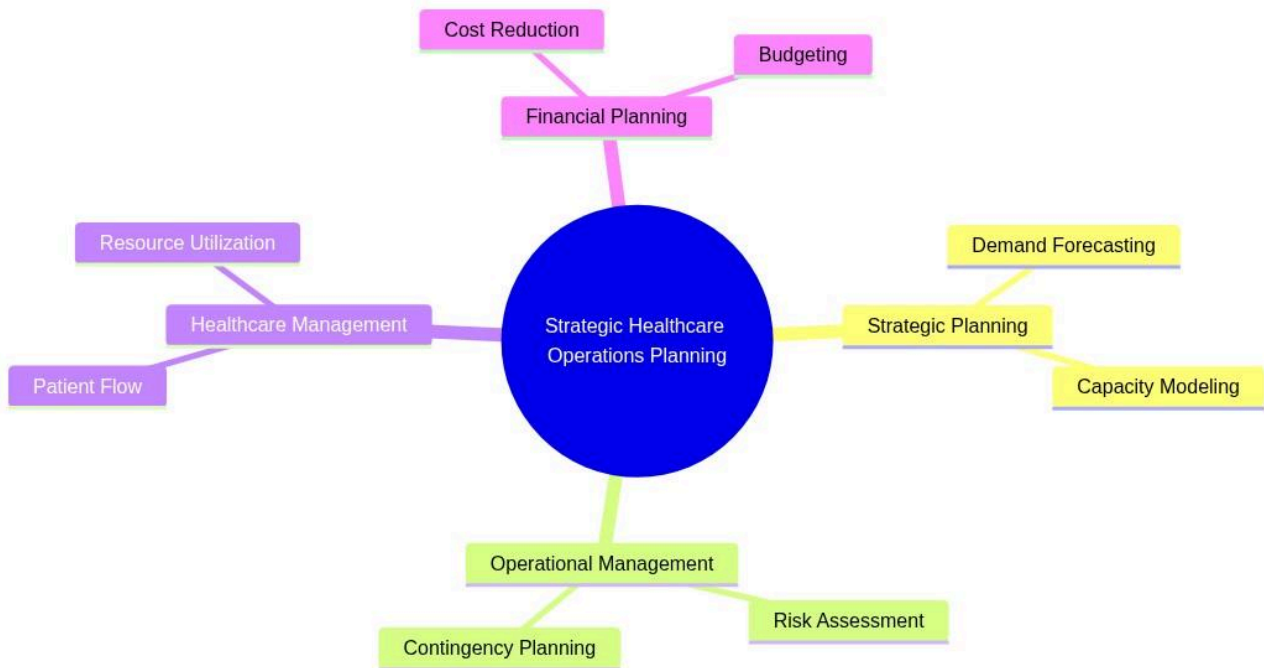 Cost Reduction
Budgeting
Financial Planning
Resource Utilization
Demand Forecasting
Healthcare Management
Strategic Healthcare
Operations Planning
Strategic Planning
Patient Flow
Capacity Modeling
Operational Management
Risk Assessment
Contingency Planning